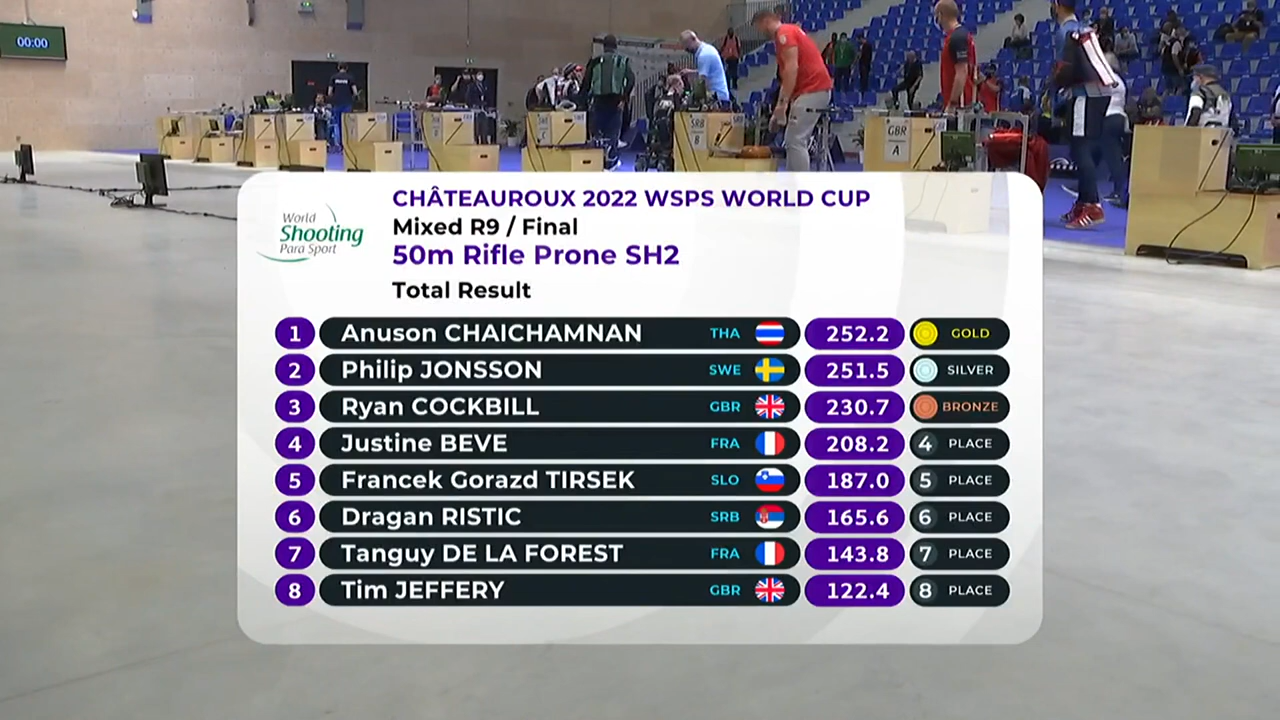 00:00
SRB
B
GBR
A
CHÂTEAUROUX 2022 WSPS WORLD CUP
World
Shooting
Para Sport
Mixed R9 / Final
50m Rifle Prone SH2
Total Result
1 Anuson CHAICHAMNAN THA 252.2 GOLD
2 Philip JONSSON SWE 251.5 SILVER
3 Ryan COCKBILL GBR 230.7 BRONZE
4 Justine BEVE FRA 208.2 4 PLACE
5 Francek Gorazd TIRSEK SLO 187.0 5 PLACE
6 Dragan RISTIC SRB 165.6 6 PLACE
7 Tanguy DE LA FOREST FRA 143.8 7 PLACE
8 Tim JEFFERY GBR 122.4 8 PLACE